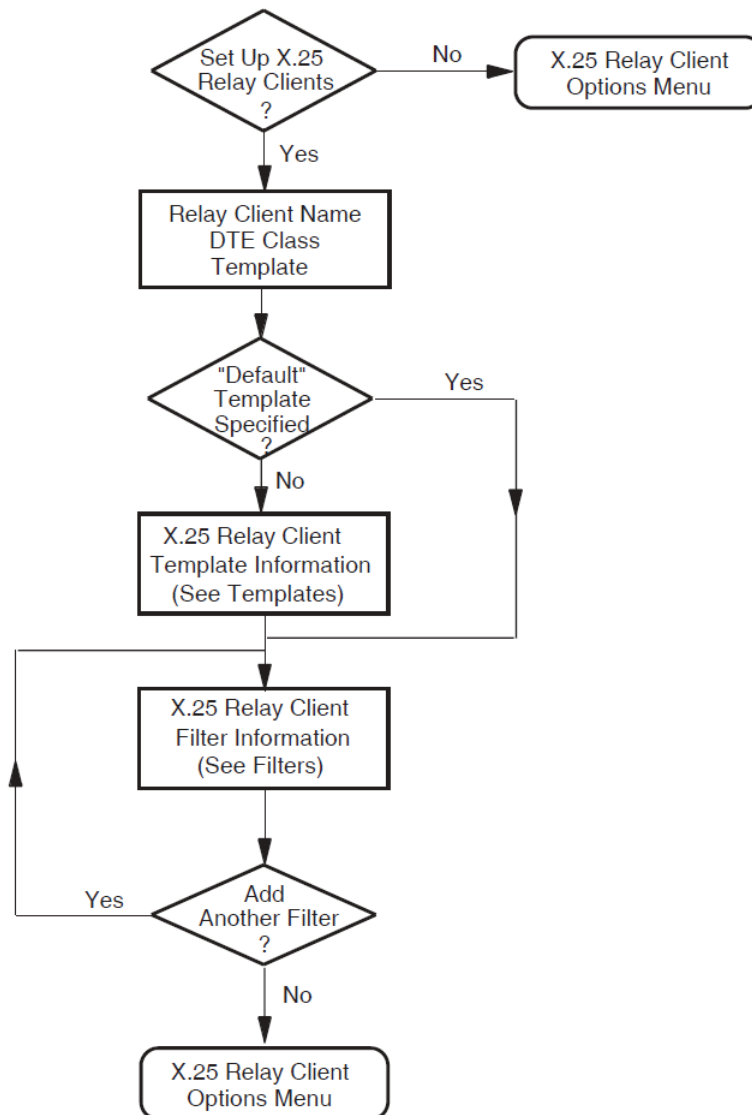 Set Up X.25
Relay Clients
?
No
X.25 Relay Client
Options Menu
Yes
Relay Client Name
DTE Class
Template
"Default"
Template
Specified
?
Yes
No
X.25 Relay Client
Template Information
(See Templates)
X.25 Relay Client
Filter Information
(See Filters)
Yes
Add
Another Filter
?
No
X.25 Relay Client
Options Menu